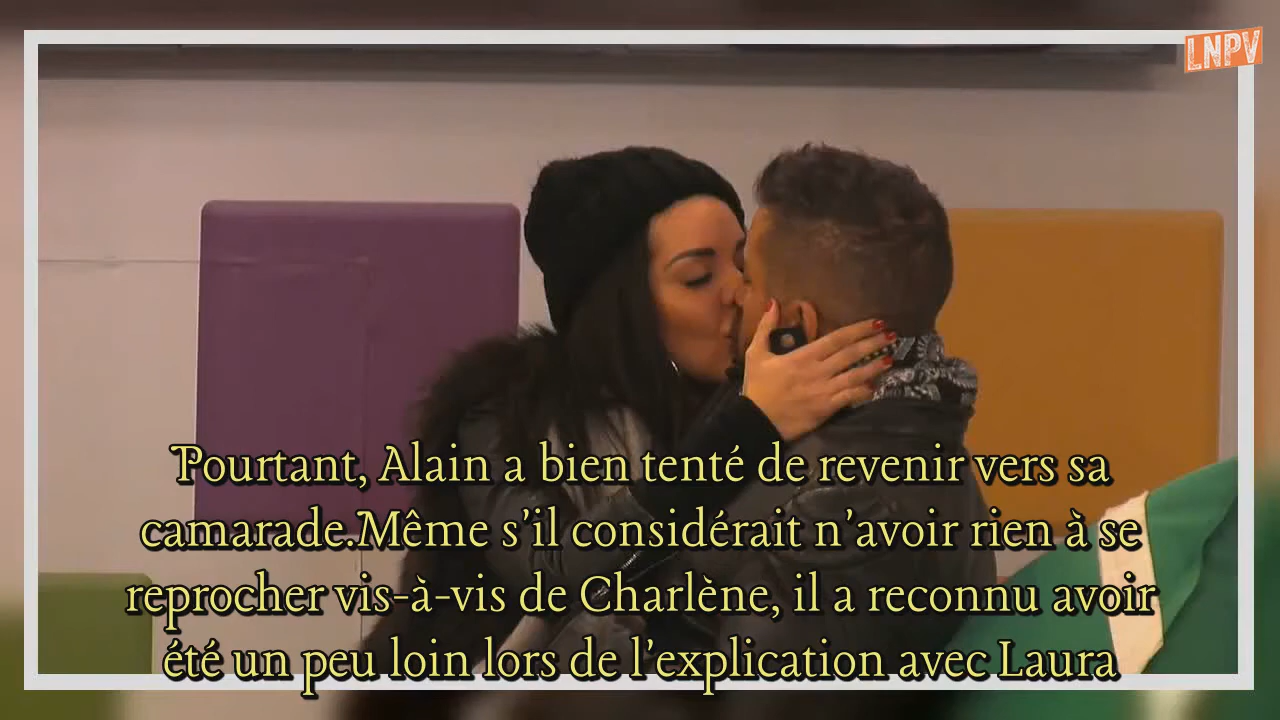 LNPV
Pourtant, Alain a bien tenté de revenir vers sa
camarade.Même s'il considérait n'avoir rien à se
reprocher vis-à-vis de Charlène, il a reconnu avoir
été un peu loin lors de l'explication avec Laura